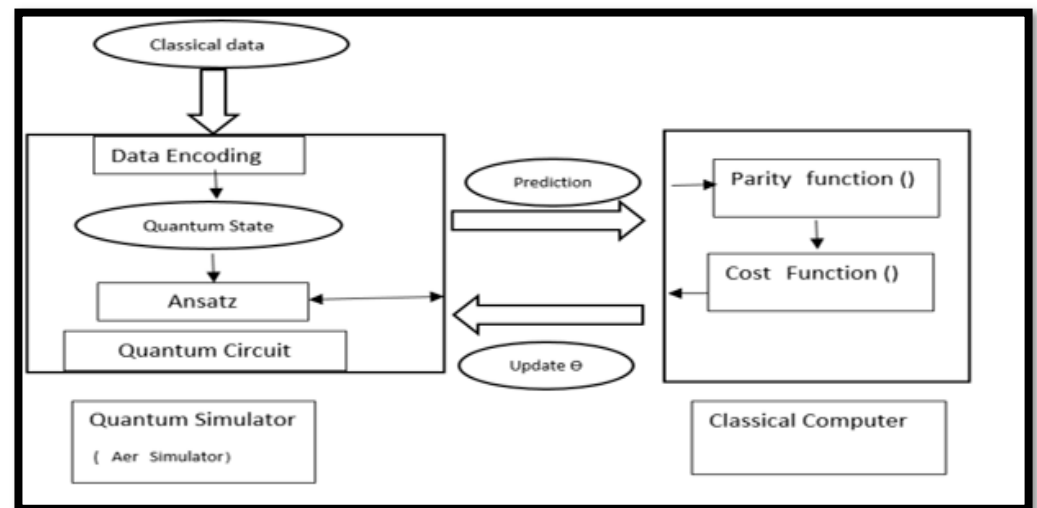 Classical data
Data Encoding
Quantum State
Ansatz
Quantum Circuit
Quantum Simulator
( Aer Simulator)
Prediction
Update Θ
Parity function ()
Cost Function ()
Classical Computer